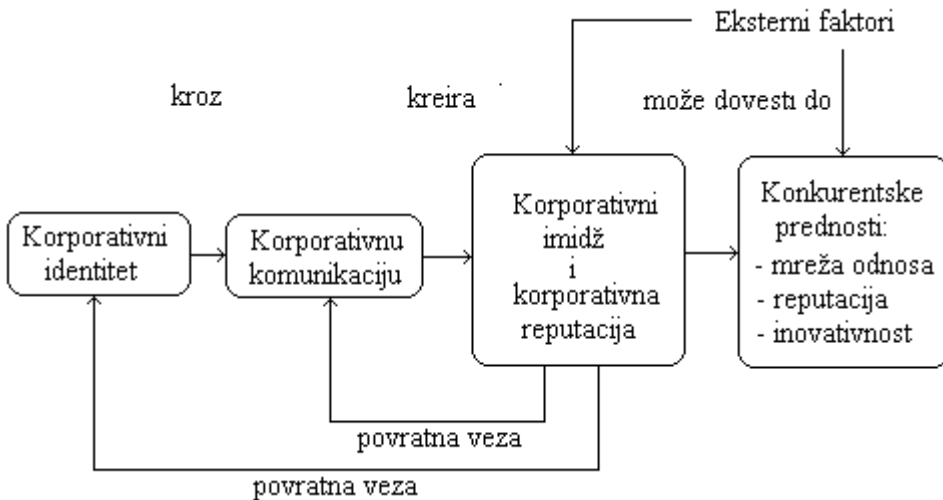 Eksterni faktori
kroz
kreira
može dovesti do
Korporativni
identitet
Korporativnu
komunikaciju
Korporativni
imidž
i
korporativna
reputacija
Konkurentske
prednosti:
- mreža odnosa
- reputacija
- inovativnost
povratna veza
povratna veza